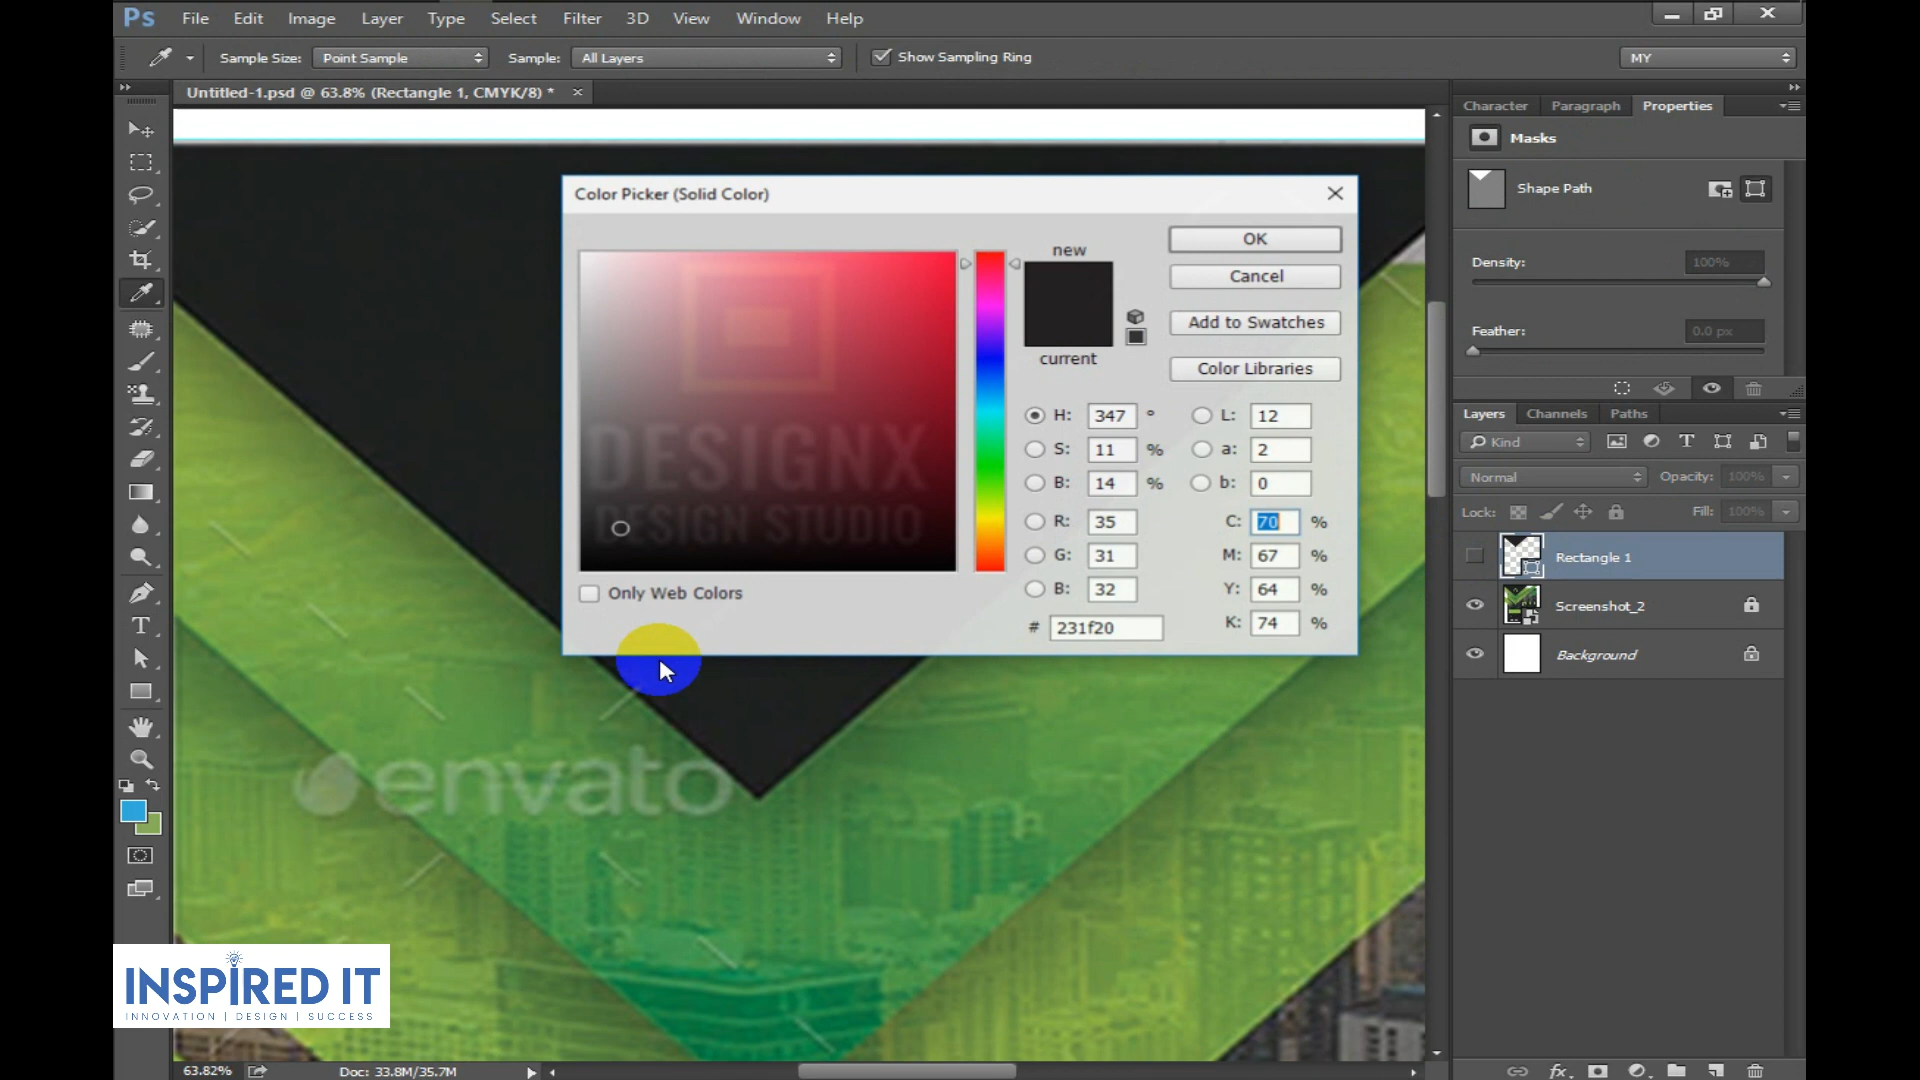 Ps File Edit Image Layer Type Select Filter 3D View Window Help
Sample Size: Point Sample Sample: All Layers Show Sampling Ring MY
Untitled-1.psd @ 63.8% (Rectangle 1, CMYK/8) * ×
Character Paragraph Properties
Masks
Shape Path
Density: 100%
Feather: 0.0 px
Color Picker (Solid Color)
new
current
OK
Cancel
Add to Swatches
Color Libraries
H: 347 ° L: 12
S: 11 % a: 2
B: 14 % b: 0
R: 35 C: 70 %
G: 31 M: 67 %
B: 32 Y: 64 %
# 231f20 K: 74 %
Only Web Colors
DESIGNX
DESIGN STUDIO
Layers Channels Paths
Kind
Normal Opacity: 100%
Lock: Fill: 100%
Rectangle 1
Screenshot_2
Background
envato
INSPIRED IT
INNOVATION | DESIGN | SUCCESS
63.82% Doc: 33.8M/35.7M
fx